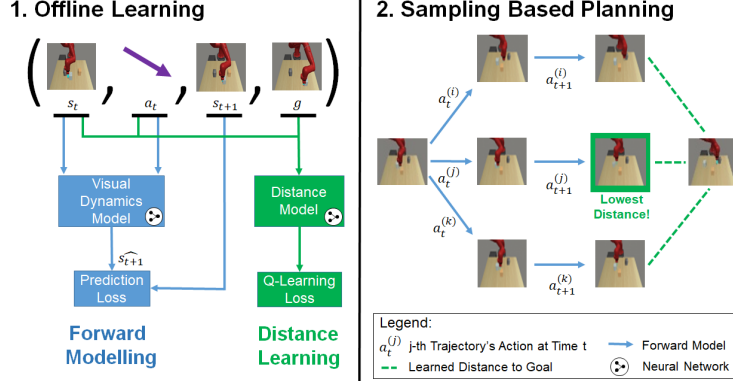 1. Offline Learning
( s_t , a_t , s_{t+1} , g )
Visual
Dynamics
Model
Distance
Model
\widehat{s_{t+1}}
Prediction
Loss
Q-Learning
Loss
Forward
Modelling
Distance
Learning
2. Sampling Based Planning
a_t^{(i)}
a_{t+1}^{(i)}
a_t^{(j)}
a_{t+1}^{(j)}
Lowest
Distance!
a_t^{(k)}
a_{t+1}^{(k)}
Legend:
a_t^{(j)} j-th Trajectory's Action at Time t
Forward Model
Learned Distance to Goal
Neural Network